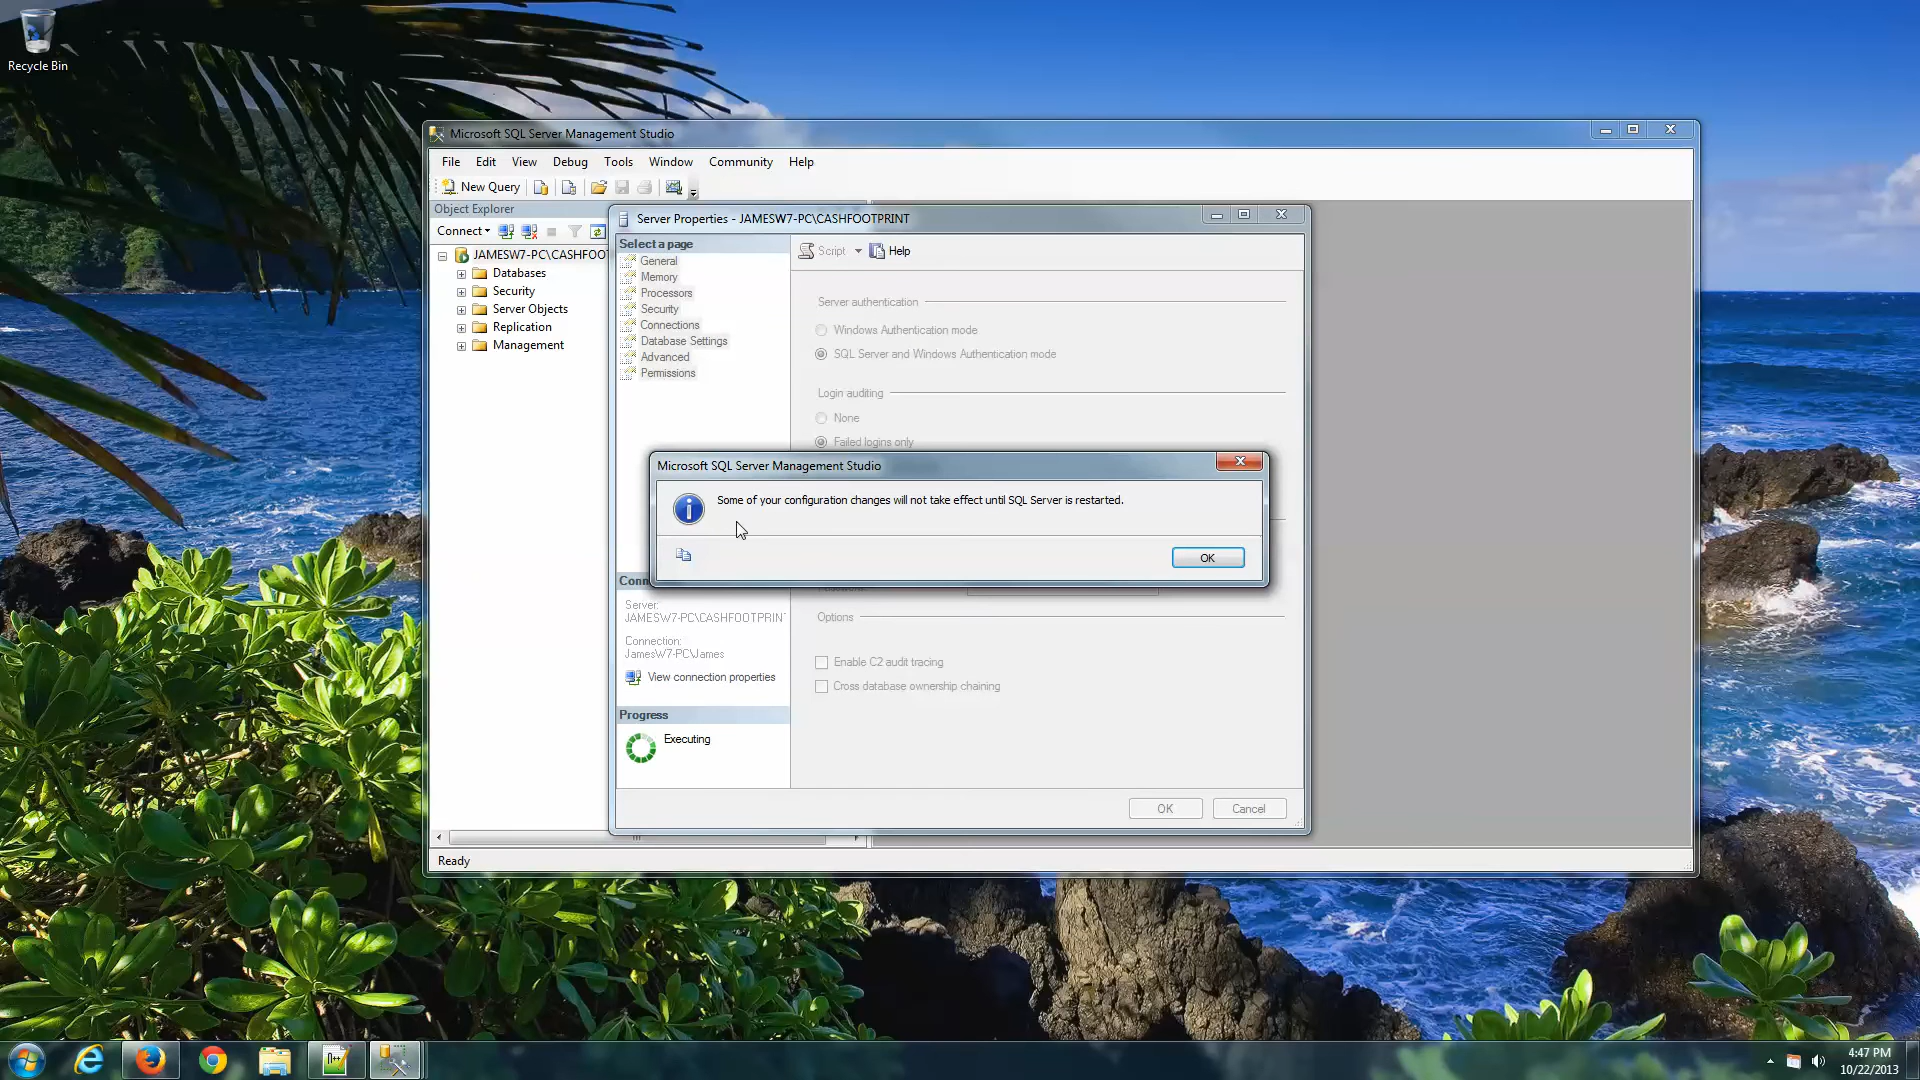 Recycle Bin
Microsoft SQL Server Management Studio
File Edit View Debug Tools Window Community Help
New Query
Object Explorer
Connect
JAMESW7-PC\CASHFOOT
Databases
Security
Server Objects
Replication
Management
Server Properties - JAMESW7-PC\CASHFOOTPRINT
Select a page
General
Memory
Processors
Security
Connections
Database Settings
Advanced
Permissions
Script Help
Server authentication
Windows Authentication mode
SQL Server and Windows Authentication mode
Login auditing
None
Failed logins only
Microsoft SQL Server Management Studio
Some of your configuration changes will not take effect until SQL Server is restarted.
OK
Conn
Server:
JAMESW7-PC\CASHFOOTPRIN
Connection:
JamesW7-PC\James
View connection properties
Options
Enable C2 audit tracing
Cross database ownership chaining
Progress
Executing
OK Cancel
Ready
4:47 PM
10/22/2013